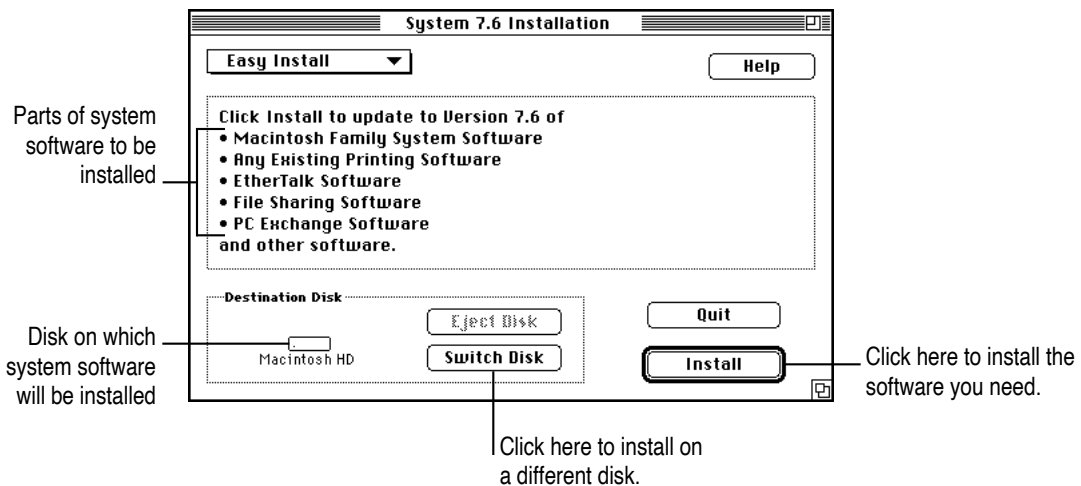 System 7.6 Installation
Easy Install
Help
Parts of system
software to be
installed
Click Install to update to Version 7.6 of
• Macintosh Family System Software
• Any Existing Printing Software
• EtherTalk Software
• File Sharing Software
• PC Exchange Software
and other software.
Destination Disk
Eject Disk
Quit
Disk on which
system software
will be installed
Macintosh HD
Switch Disk
Install
Click here to install the
software you need.
Click here to install on
a different disk.